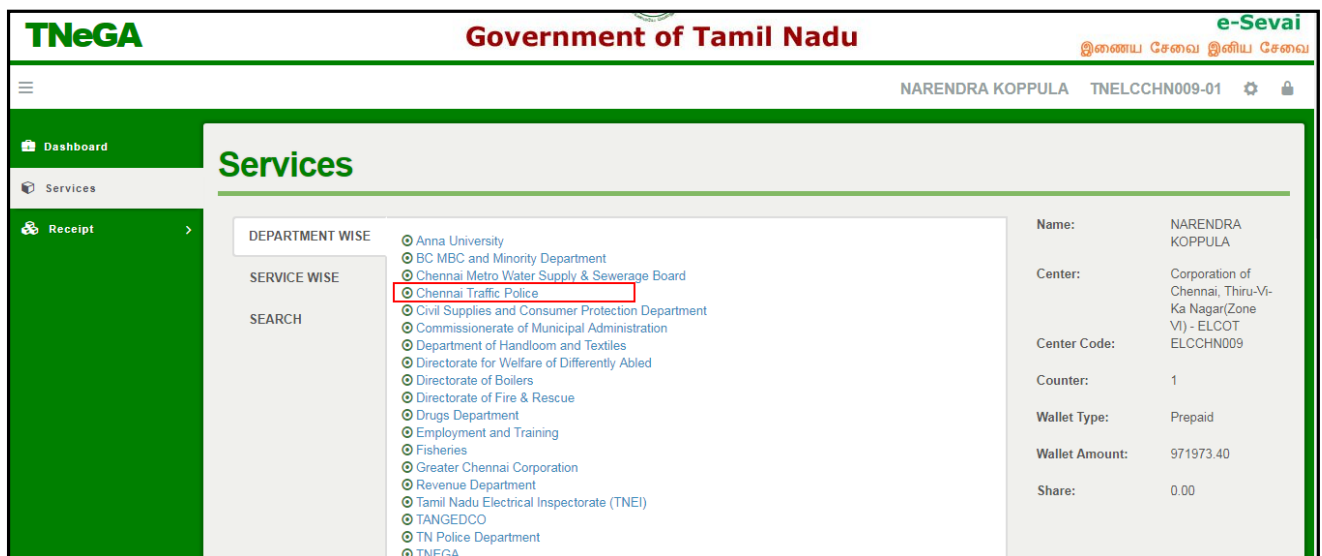 TNeGA
Government of Tamil Nadu
e-Sevai
இணைய சேவை இனிய சேவை
NARENDRA KOPPULA TNELCCHN009-01
Dashboard
Services
Receipt
Services
DEPARTMENT WISE
SERVICE WISE
SEARCH
Anna University
BC MBC and Minority Department
Chennai Metro Water Supply & Sewerage Board
Chennai Traffic Police
Civil Supplies and Consumer Protection Department
Commissionerate of Municipal Administration
Department of Handloom and Textiles
Directorate for Welfare of Differently Abled
Directorate of Boilers
Directorate of Fire & Rescue
Drugs Department
Employment and Training
Fisheries
Greater Chennai Corporation
Revenue Department
Tamil Nadu Electrical Inspectorate (TNEI)
TANGEDCO
TN Police Department
TNEGA
Name: NARENDRA
KOPPULA
Center: Corporation of
Chennai, Thiru-Vi-
Ka Nagar(Zone
VI) - ELCOT
Center Code: ELCCHN009
Counter: 1
Wallet Type: Prepaid
Wallet Amount: 971973.40
Share: 0.00